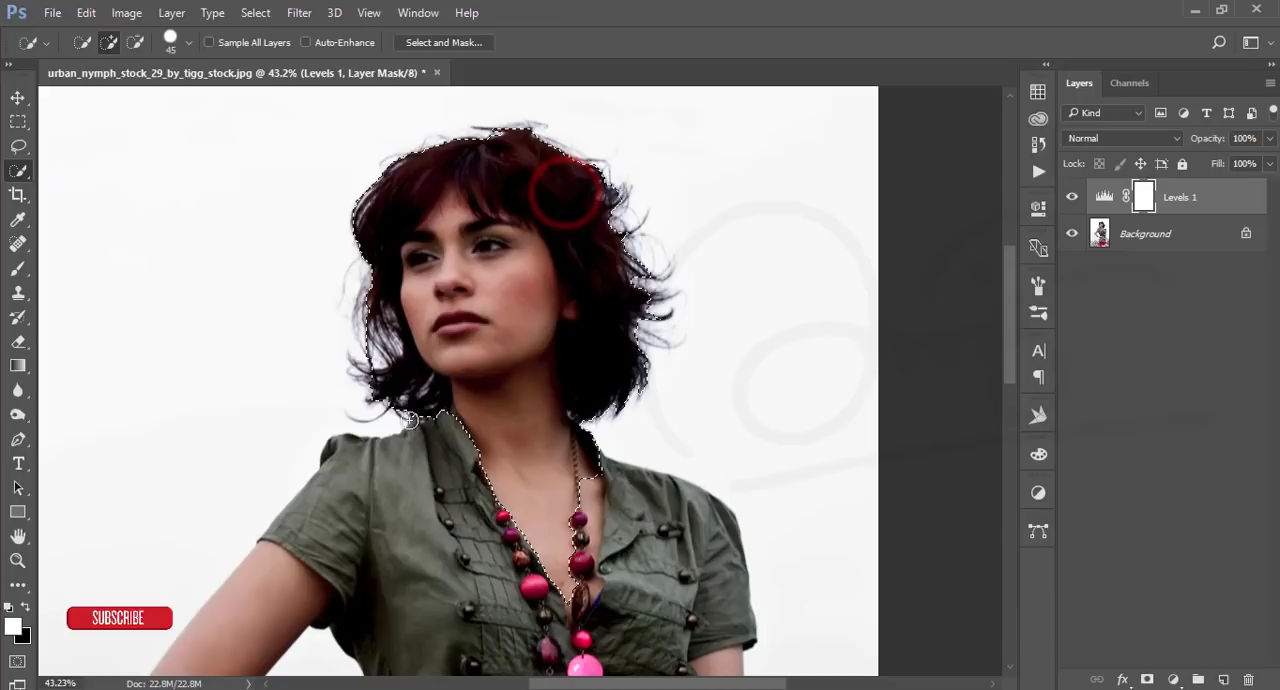 Ps File Edit Image Layer Type Select Filter 3D View Window Help
45 Sample All Layers Auto-Enhance Select and Mask...
urban_nymph_stock_29_by_tigg_stock.jpg @ 43.2% (Levels 1, Layer Mask/8) * ×
Layers Channels
Kind
Normal Opacity: 100%
Lock: Fill: 100%
Levels 1
Background
SUBSCRIBE
43.23% Doc: 22.8M/22.8M